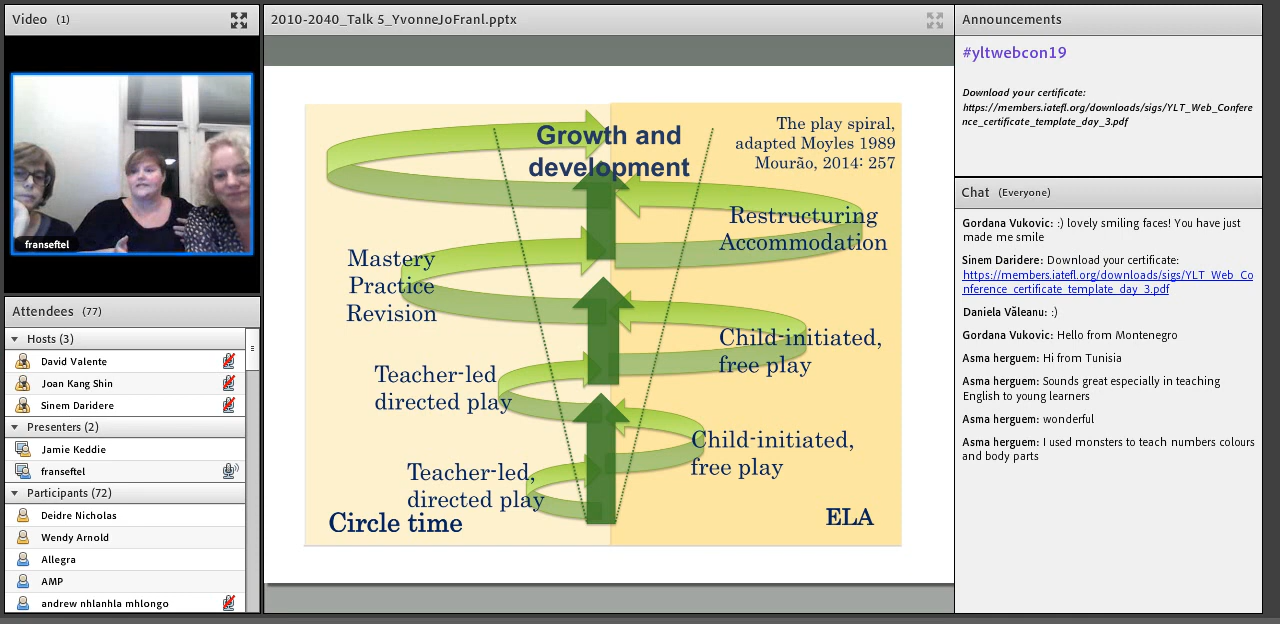 Video (1)
franseftel
Attendees (77)
Hosts (3)
David Valente
Joan Kang Shin
Sinem Daridere
Presenters (2)
Jamie Keddie
franseftel
Participants (72)
Deidre Nicholas
Wendy Arnold
Allegra
AMP
andrew nhlanhla mhlongo
2010-2040_Talk 5_YvonneJoFranl.pptx
Growth and
development
The play spiral,
adapted Moyles 1989
Mourão, 2014: 257
Restructuring
Accommodation
Mastery
Practice
Revision
Child-initiated,
free play
Teacher-led
directed play
Child-initiated,
free play
Teacher-led,
directed play
Circle time
ELA
Announcements
#yltwebcon19
Download your certificate:
https://members.iatefl.org/downloads/sigs/YLT_Web_Confere
nce_certificate_template_day_3.pdf
Chat (Everyone)
Gordana Vukovic: :) lovely smiling faces! You have just
made me smile
Sinem Daridere: Download your certificate:
https://members.iatefl.org/downloads/sigs/YLT_Web_Co
nference_certificate_template_day_3.pdf
Daniela Văleanu: :)
Gordana Vukovic: Hello from Montenegro
Asma herguem: Hi from Tunisia
Asma herguem: Sounds great especially in teaching
English to young learners
Asma herguem: wonderful
Asma herguem: I used monsters to teach numbers colours
and body parts